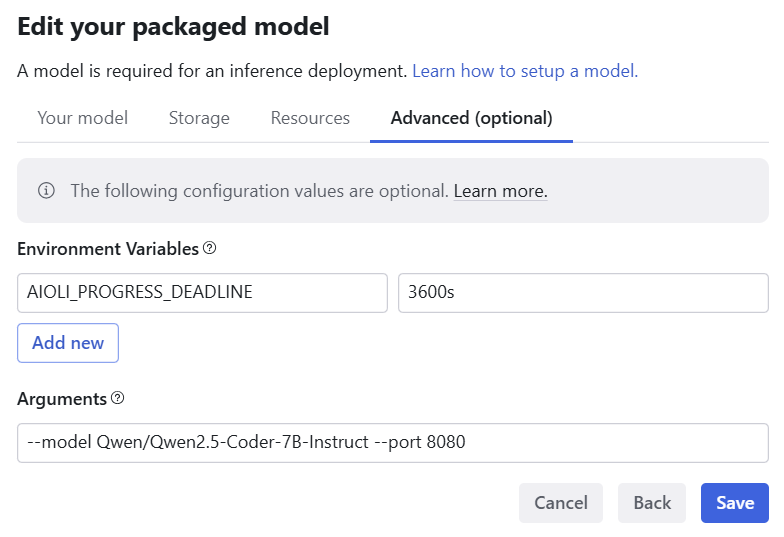 Edit your packaged model
A model is required for an inference deployment. Learn how to setup a model.
Your model Storage Resources Advanced (optional)
The following configuration values are optional. Learn more.
Environment Variables
AIOLI_PROGRESS_DEADLINE 3600s
Add new
Arguments
--model Qwen/Qwen2.5-Coder-7B-Instruct --port 8080
Cancel Back Save